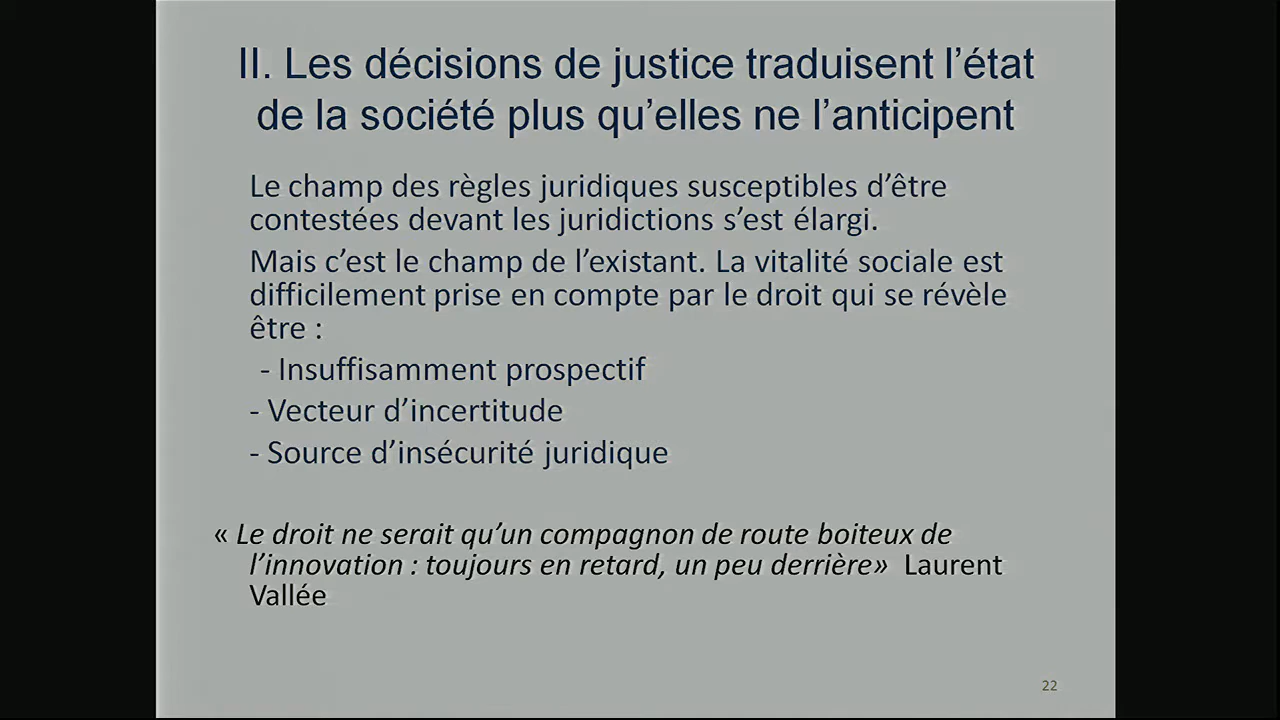 II. Les décisions de justice traduisent l’état
de la société plus qu’elles ne l’anticipent
Le champ des règles juridiques susceptibles d’être
contestées devant les juridictions s’est élargi.
Mais c’est le champ de l’existant. La vitalité sociale est
difficilement prise en compte par le droit qui se révèle
être :
- Insuffisamment prospectif
- Vecteur d’incertitude
- Source d’insécurité juridique
« Le droit ne serait qu’un compagnon de route boiteux de
l’innovation : toujours en retard, un peu derrière» Laurent
Vallée
22